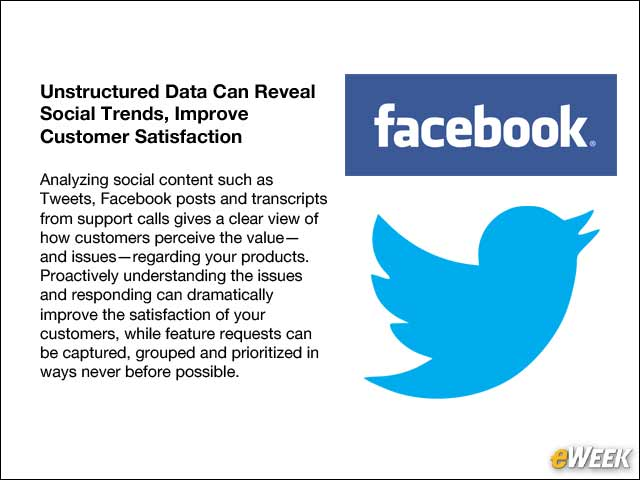 Unstructured Data Can Reveal
Social Trends, Improve
Customer Satisfaction
Analyzing social content such as
Tweets, Facebook posts and transcripts
from support calls gives a clear view of
how customers perceive the value—
and issues—regarding your products.
Proactively understanding the issues
and responding can dramatically
improve the satisfaction of your
customers, while feature requests can
be captured, grouped and prioritized in
ways never before possible.
facebook®
eWEEK